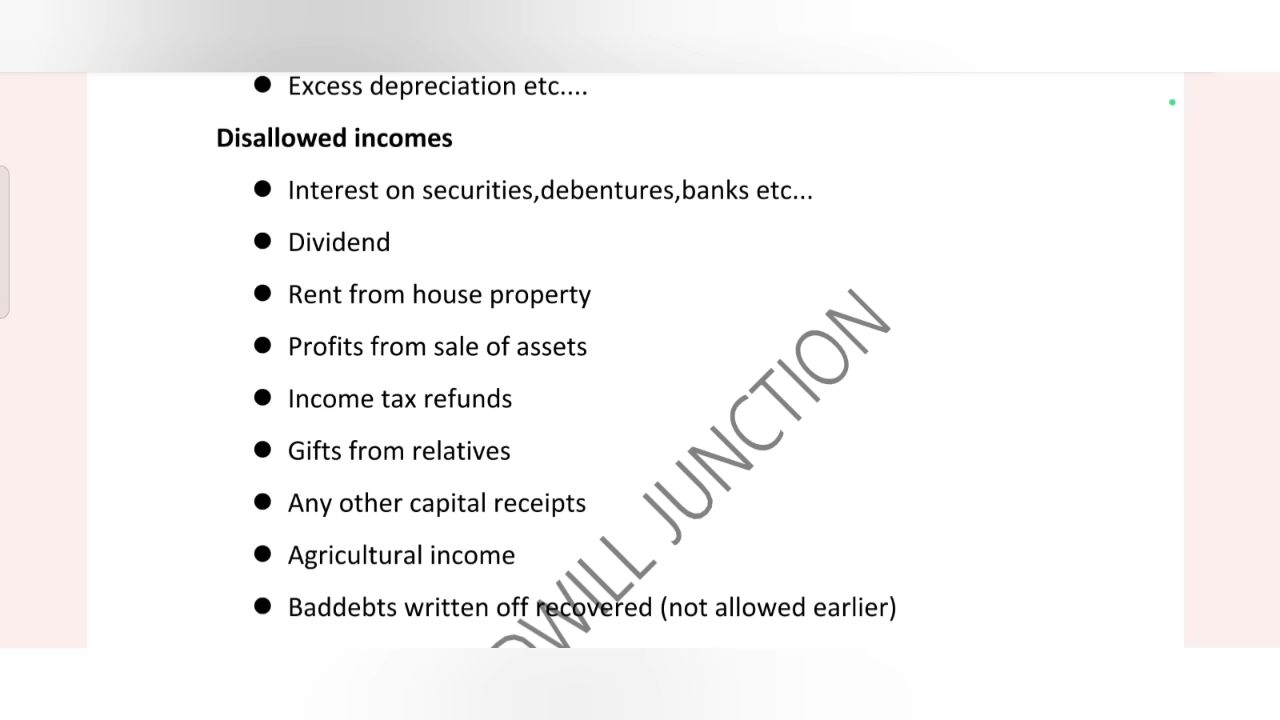 Excess depreciation etc....
Disallowed incomes
Interest on securities,debentures,banks etc...
Dividend
Rent from house property
Profits from sale of assets
Income tax refunds
Gifts from relatives
Any other capital receipts
Agricultural income
Baddebts written off recovered (not allowed earlier)
WILL JUNCTION